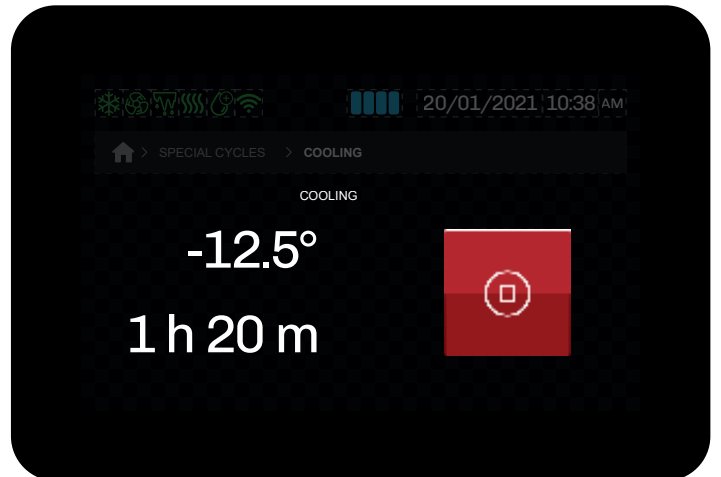 20/01/2021 10:38 AM
SPECIAL CYCLES > COOLING
COOLING
-12.5°
1 h 20 m